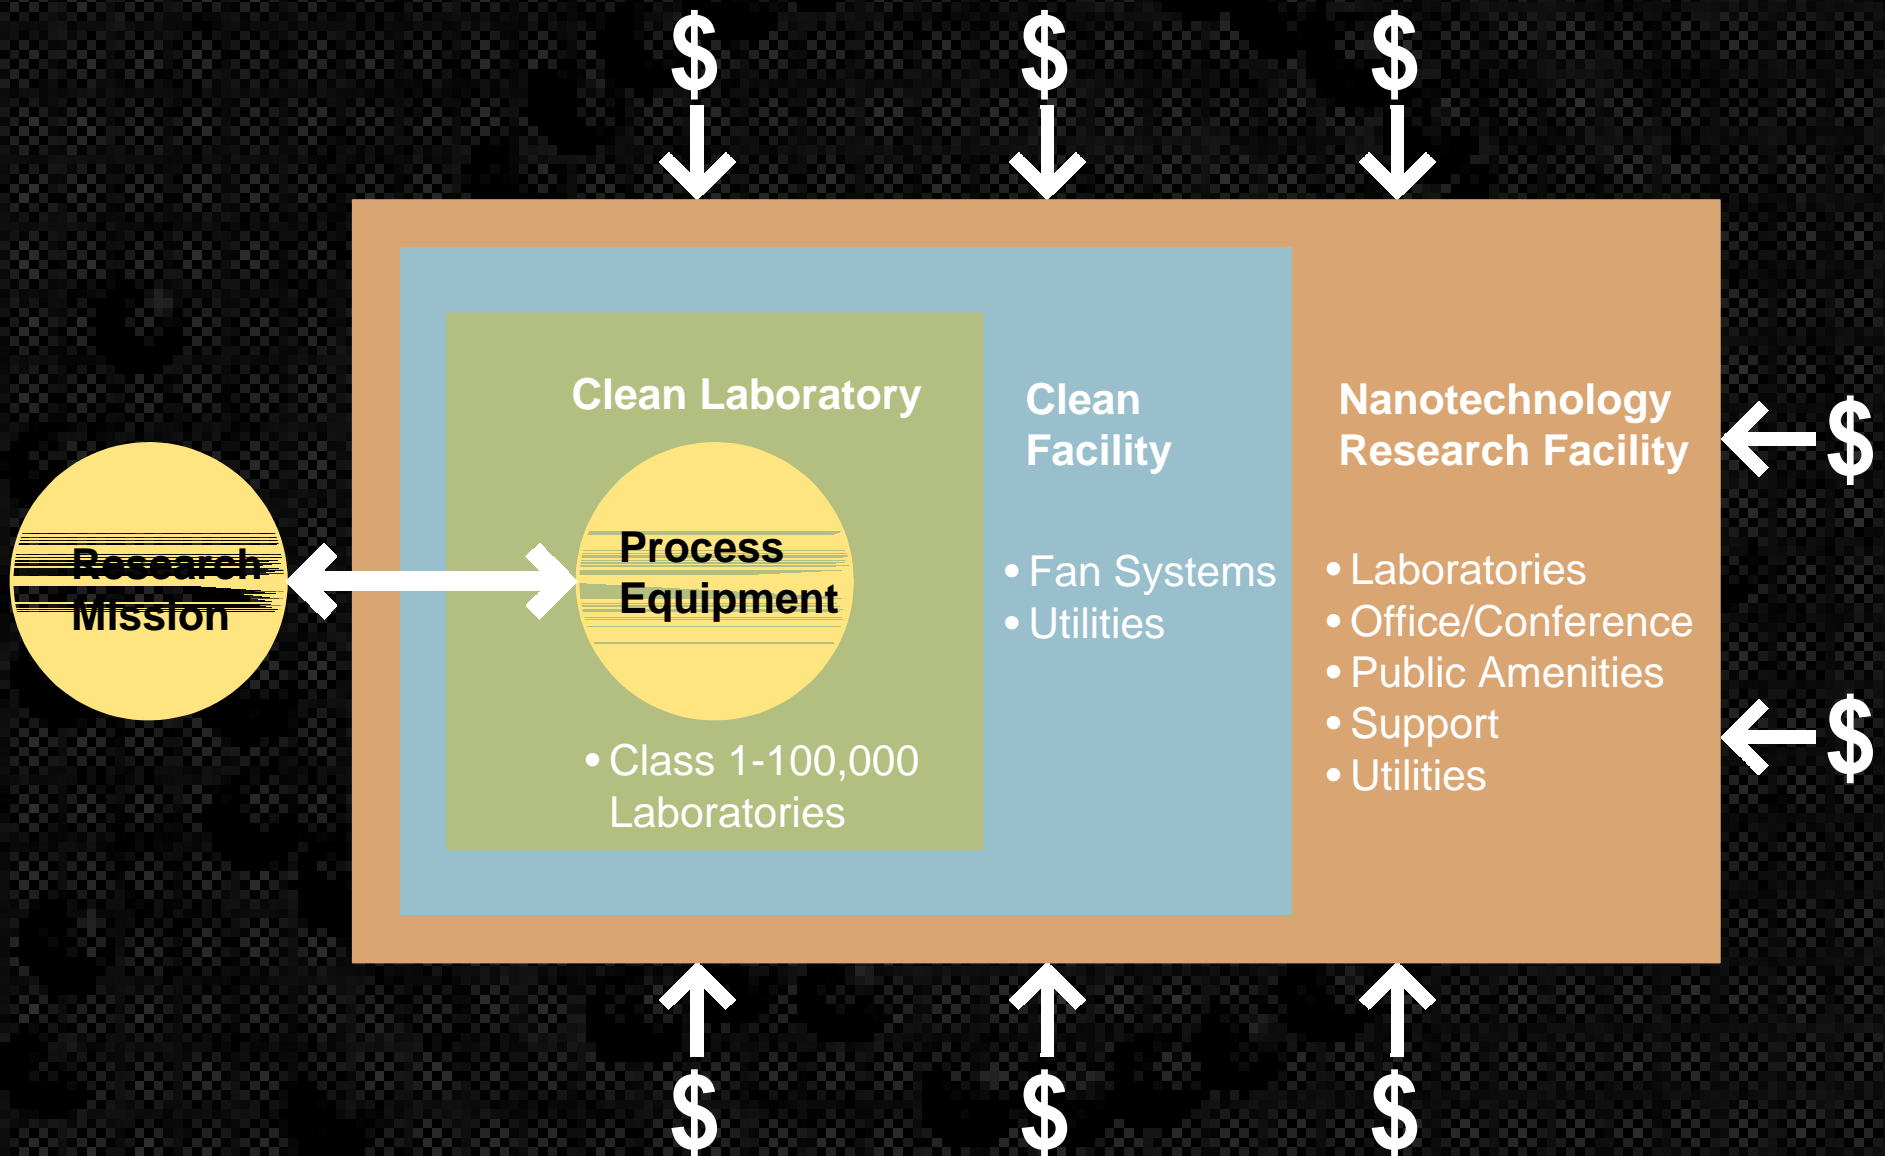 $ $ $
Clean Laboratory
Clean
Facility
Nanotechnology
Research Facility
$
Research
Mission
Process
Equipment
• Fan Systems
• Utilities
• Laboratories
• Office/Conference
• Public Amenities
• Support
• Utilities
$
• Class 1-100,000
Laboratories
$ $ $